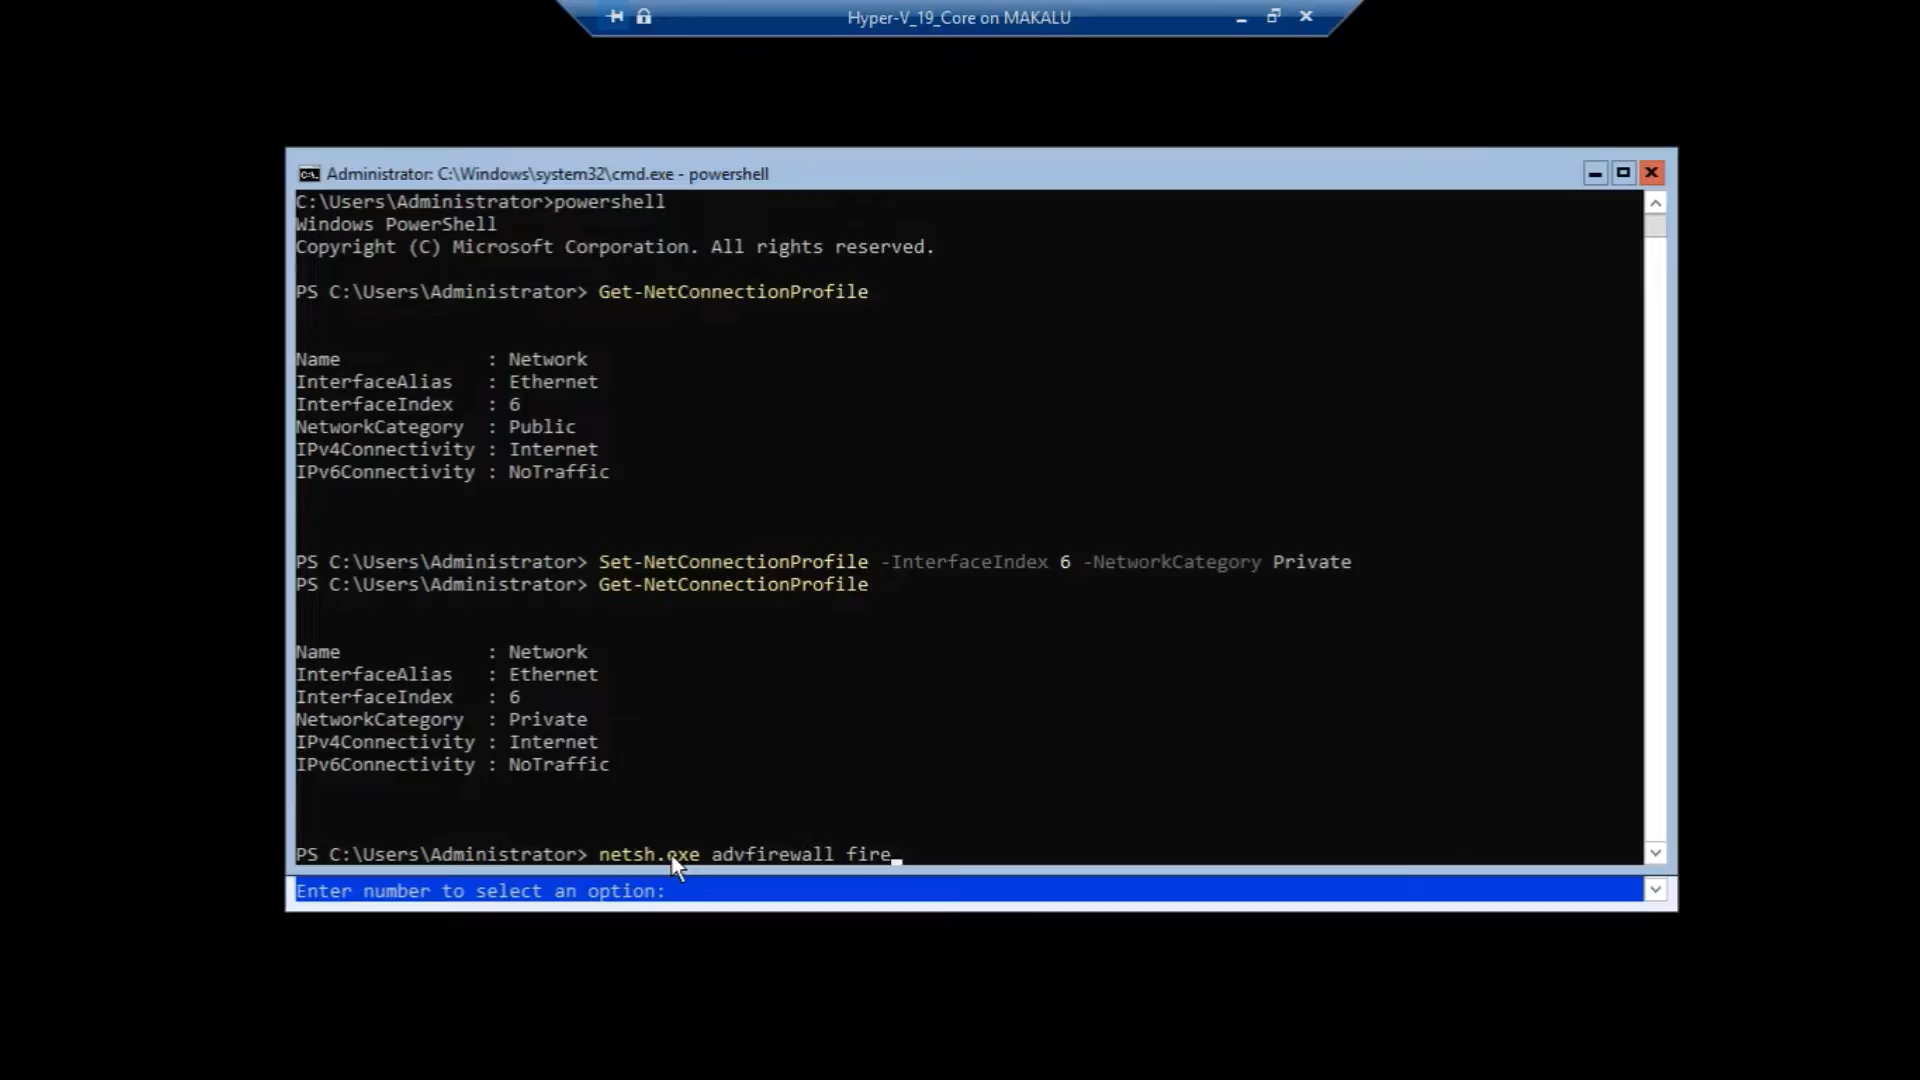 Hyper-V_19_Core on MAKALU
Administrator: C:\Windows\system32\cmd.exe - powershell
C:\Users\Administrator>powershell
Windows PowerShell
Copyright (C) Microsoft Corporation. All rights reserved.
PS C:\Users\Administrator> Get-NetConnectionProfile
Name             : Network
InterfaceAlias   : Ethernet
InterfaceIndex   : 6
NetworkCategory  : Public
IPv4Connectivity : Internet
IPv6Connectivity : NoTraffic
PS C:\Users\Administrator> Set-NetConnectionProfile -InterfaceIndex 6 -NetworkCategory Private
PS C:\Users\Administrator> Get-NetConnectionProfile
Name             : Network
InterfaceAlias   : Ethernet
InterfaceIndex   : 6
NetworkCategory  : Private
IPv4Connectivity : Internet
IPv6Connectivity : NoTraffic
PS C:\Users\Administrator> netsh.exe advfirewall fire
Enter number to select an option: